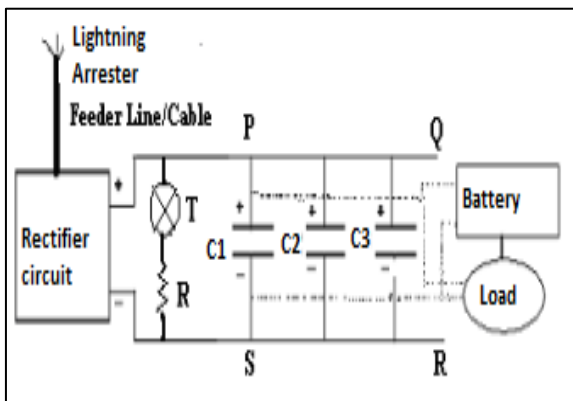 Lightning
Arrester
Feeder Line/Cable
P
Q
+
T
+
+
+
Battery
Rectifier
circuit
C1
C2
C3
R
−
−
−
−
Load
S
R